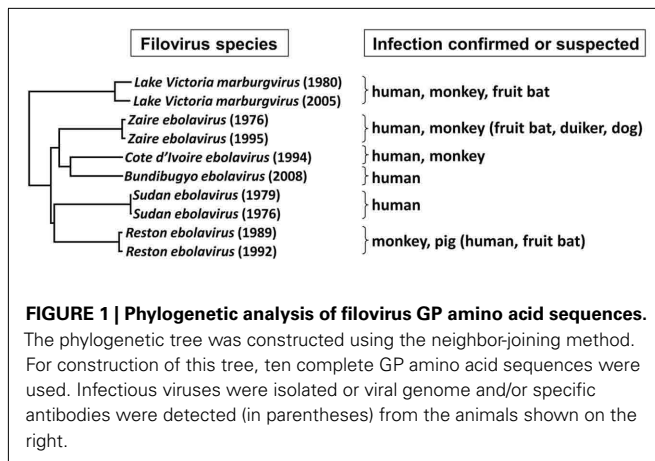 Filovirus species
Infection confirmed or suspected
Lake Victoria marburgvirus (1980)
Lake Victoria marburgvirus (2005)
human, monkey, fruit bat
Zaire ebolavirus (1976)
Zaire ebolavirus (1995)
human, monkey (fruit bat, duiker, dog)
Cote d'Ivoire ebolavirus (1994)
human, monkey
Bundibugyo ebolavirus (2008)
human
Sudan ebolavirus (1979)
Sudan ebolavirus (1976)
human
Reston ebolavirus (1989)
Reston ebolavirus (1992)
monkey, pig (human, fruit bat)
FIGURE 1 | Phylogenetic analysis of filovirus GP amino acid sequences.
The phylogenetic tree was constructed using the neighbor-joining method.
For construction of this tree, ten complete GP amino acid sequences were
used. Infectious viruses were isolated or viral genome and/or specific
antibodies were detected (in parentheses) from the animals shown on the
right.